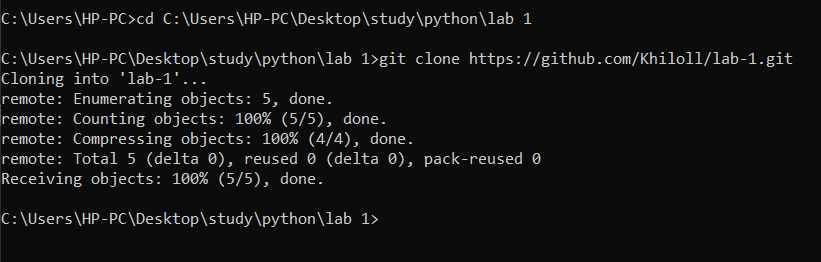 C:\Users\HP-PC>cd C:\Users\HP-PC\Desktop\study\python\lab 1
C:\Users\HP-PC\Desktop\study\python\lab 1>git clone https://github.com/Khiloll/lab-1.git
Cloning into 'lab-1'...
remote: Enumerating objects: 5, done.
remote: Counting objects: 100% (5/5), done.
remote: Compressing objects: 100% (4/4), done.
remote: Total 5 (delta 0), reused 0 (delta 0), pack-reused 0
Receiving objects: 100% (5/5), done.
C:\Users\HP-PC\Desktop\study\python\lab 1>